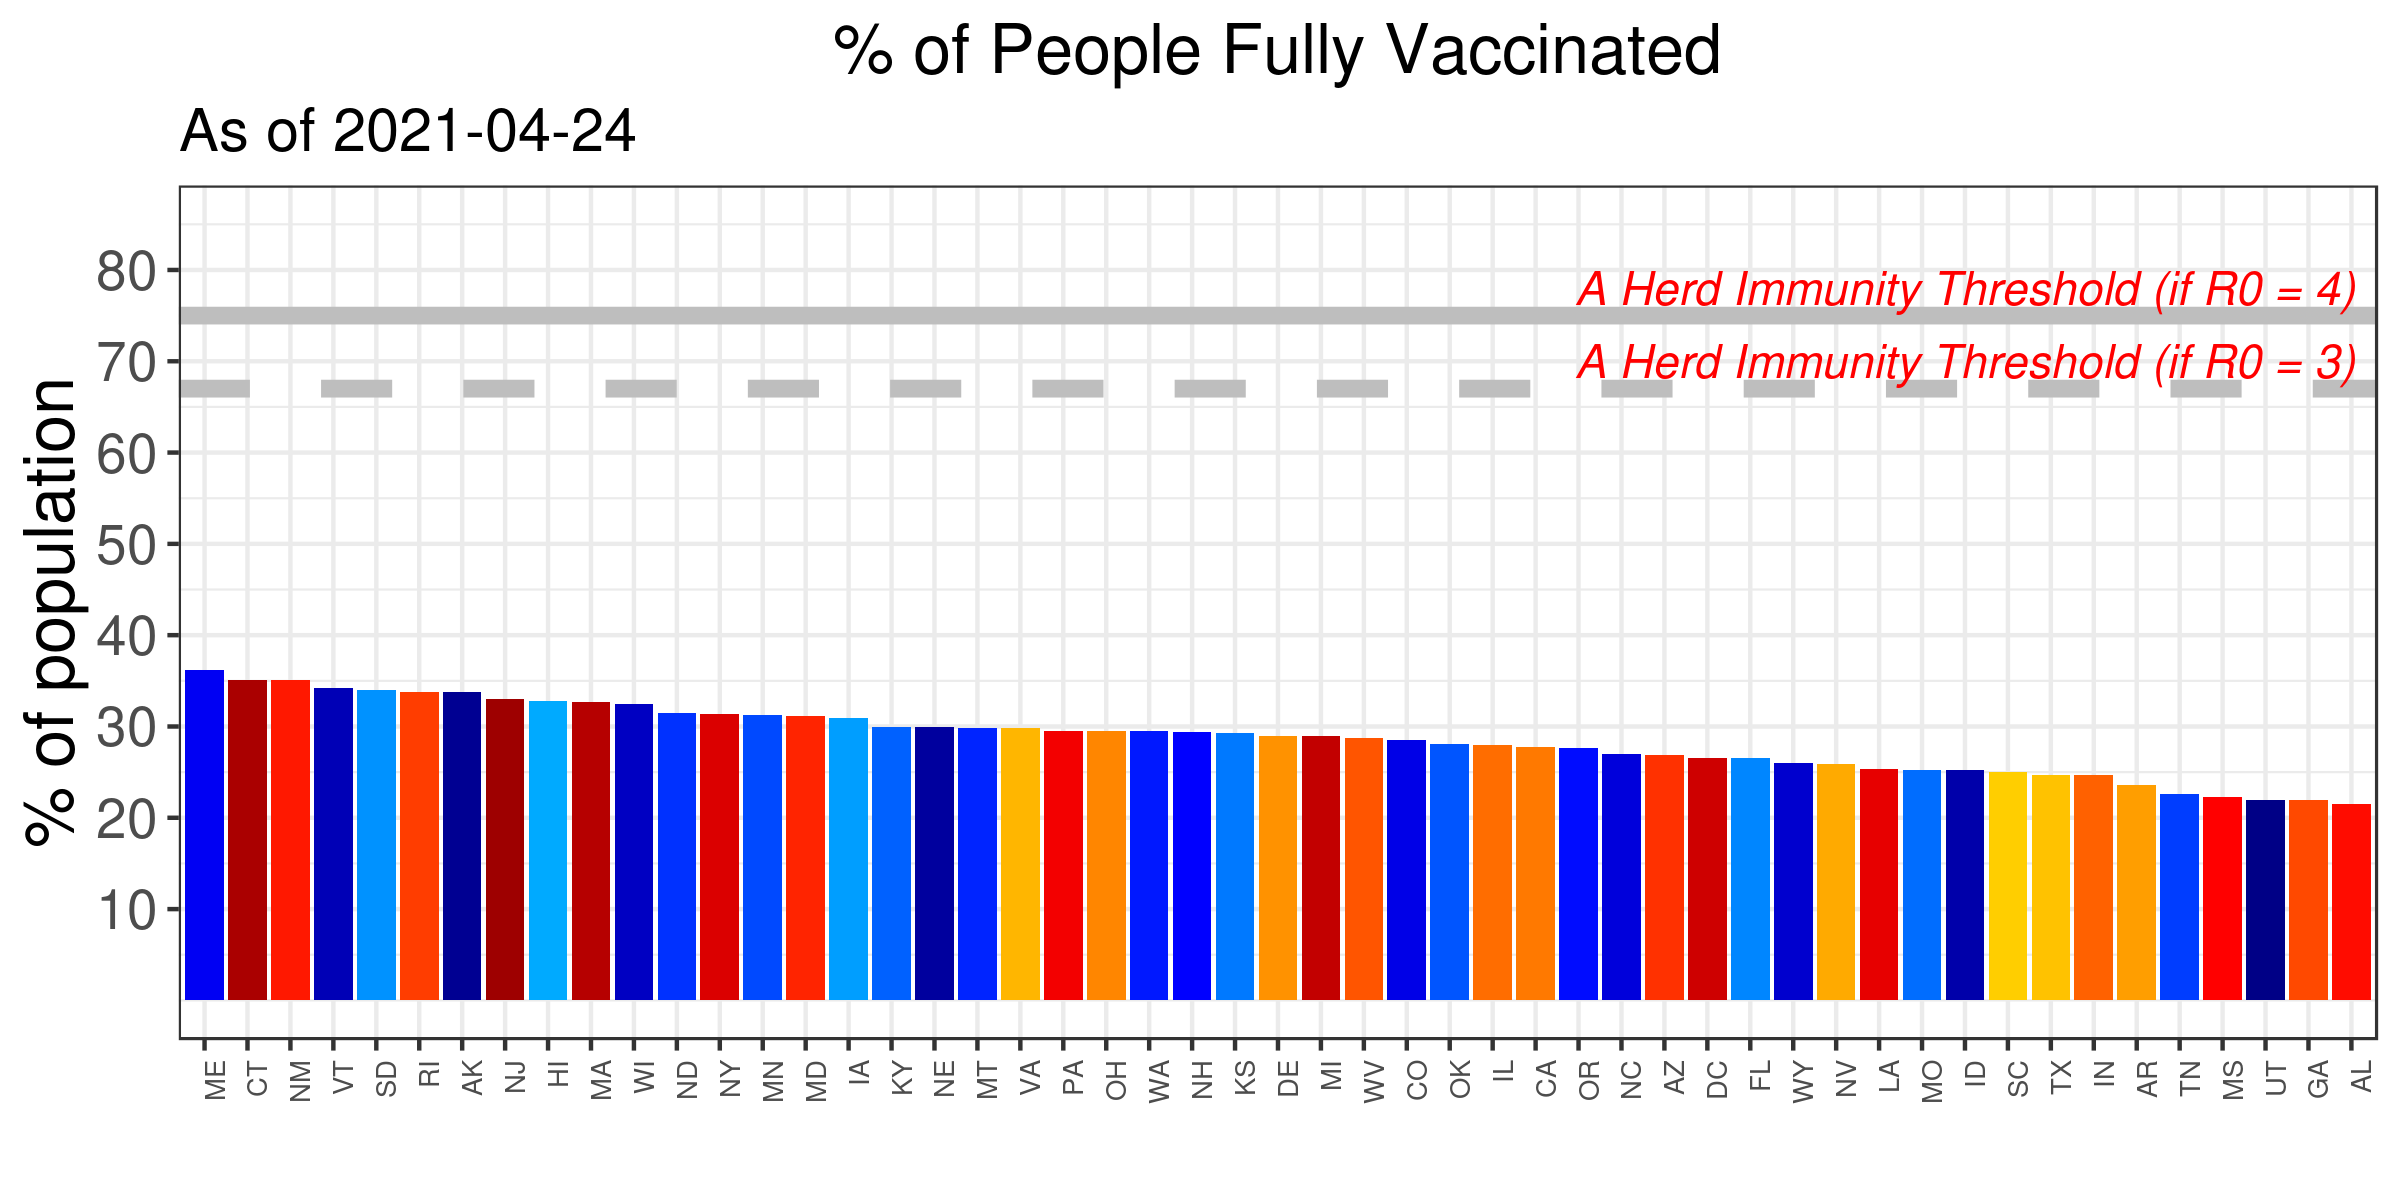 % of People Fully Vaccinated
As of 2021-04-24
% of population
80
70
60
50
40
30
20
10
A Herd Immunity Threshold (if R0 = 4)
A Herd Immunity Threshold (if R0 = 3)
ME CT NM VT SD RI AK NJ HI MA WI ND NY MN MD IA KY NE MT VA PA OH WA NH KS DE MI WV CO OK IL CA OR NC AZ DC FL WY NV LA MO ID SC TX IN AR TN MS UT GA AL